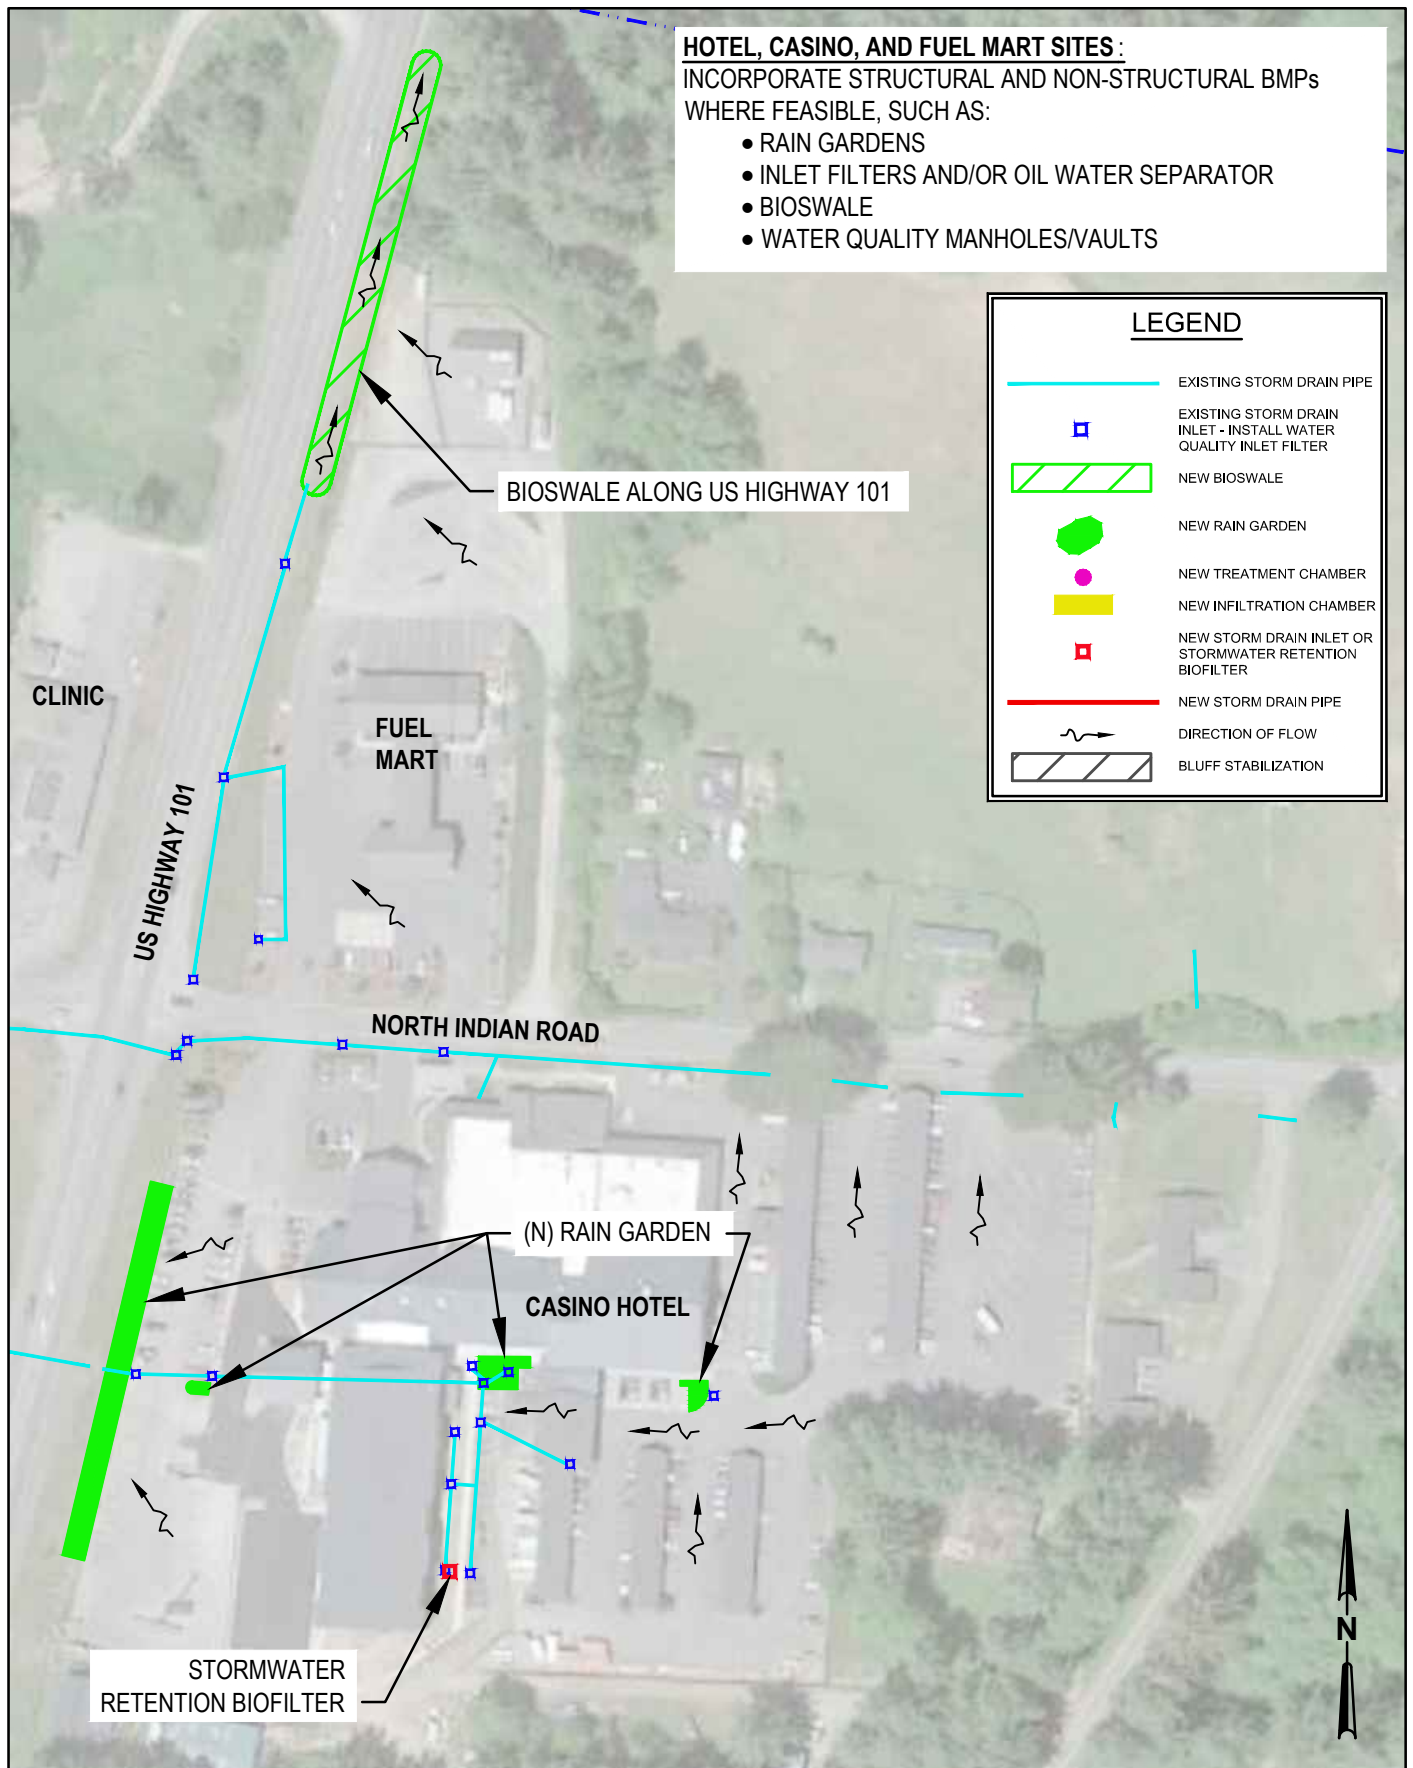 HOTEL, CASINO, AND FUEL MART SITES :
INCORPORATE STRUCTURAL AND NON-STRUCTURAL BMPs
WHERE FEASIBLE, SUCH AS:
• RAIN GARDENS
• INLET FILTERS AND/OR OIL WATER SEPARATOR
• BIOSWALE
• WATER QUALITY MANHOLES/VAULTS
LEGEND
EXISTING STORM DRAIN PIPE
EXISTING STORM DRAIN
INLET - INSTALL WATER
QUALITY INLET FILTER
NEW BIOSWALE
NEW RAIN GARDEN
NEW TREATMENT CHAMBER
NEW INFILTRATION CHAMBER
NEW STORM DRAIN INLET OR
STORMWATER RETENTION
BIOFILTER
NEW STORM DRAIN PIPE
DIRECTION OF FLOW
BLUFF STABILIZATION
BIOSWALE ALONG US HIGHWAY 101
CLINIC
FUEL
MART
US HIGHWAY 101
NORTH INDIAN ROAD
(N) RAIN GARDEN
CASINO HOTEL
STORMWATER
RETENTION BIOFILTER
N